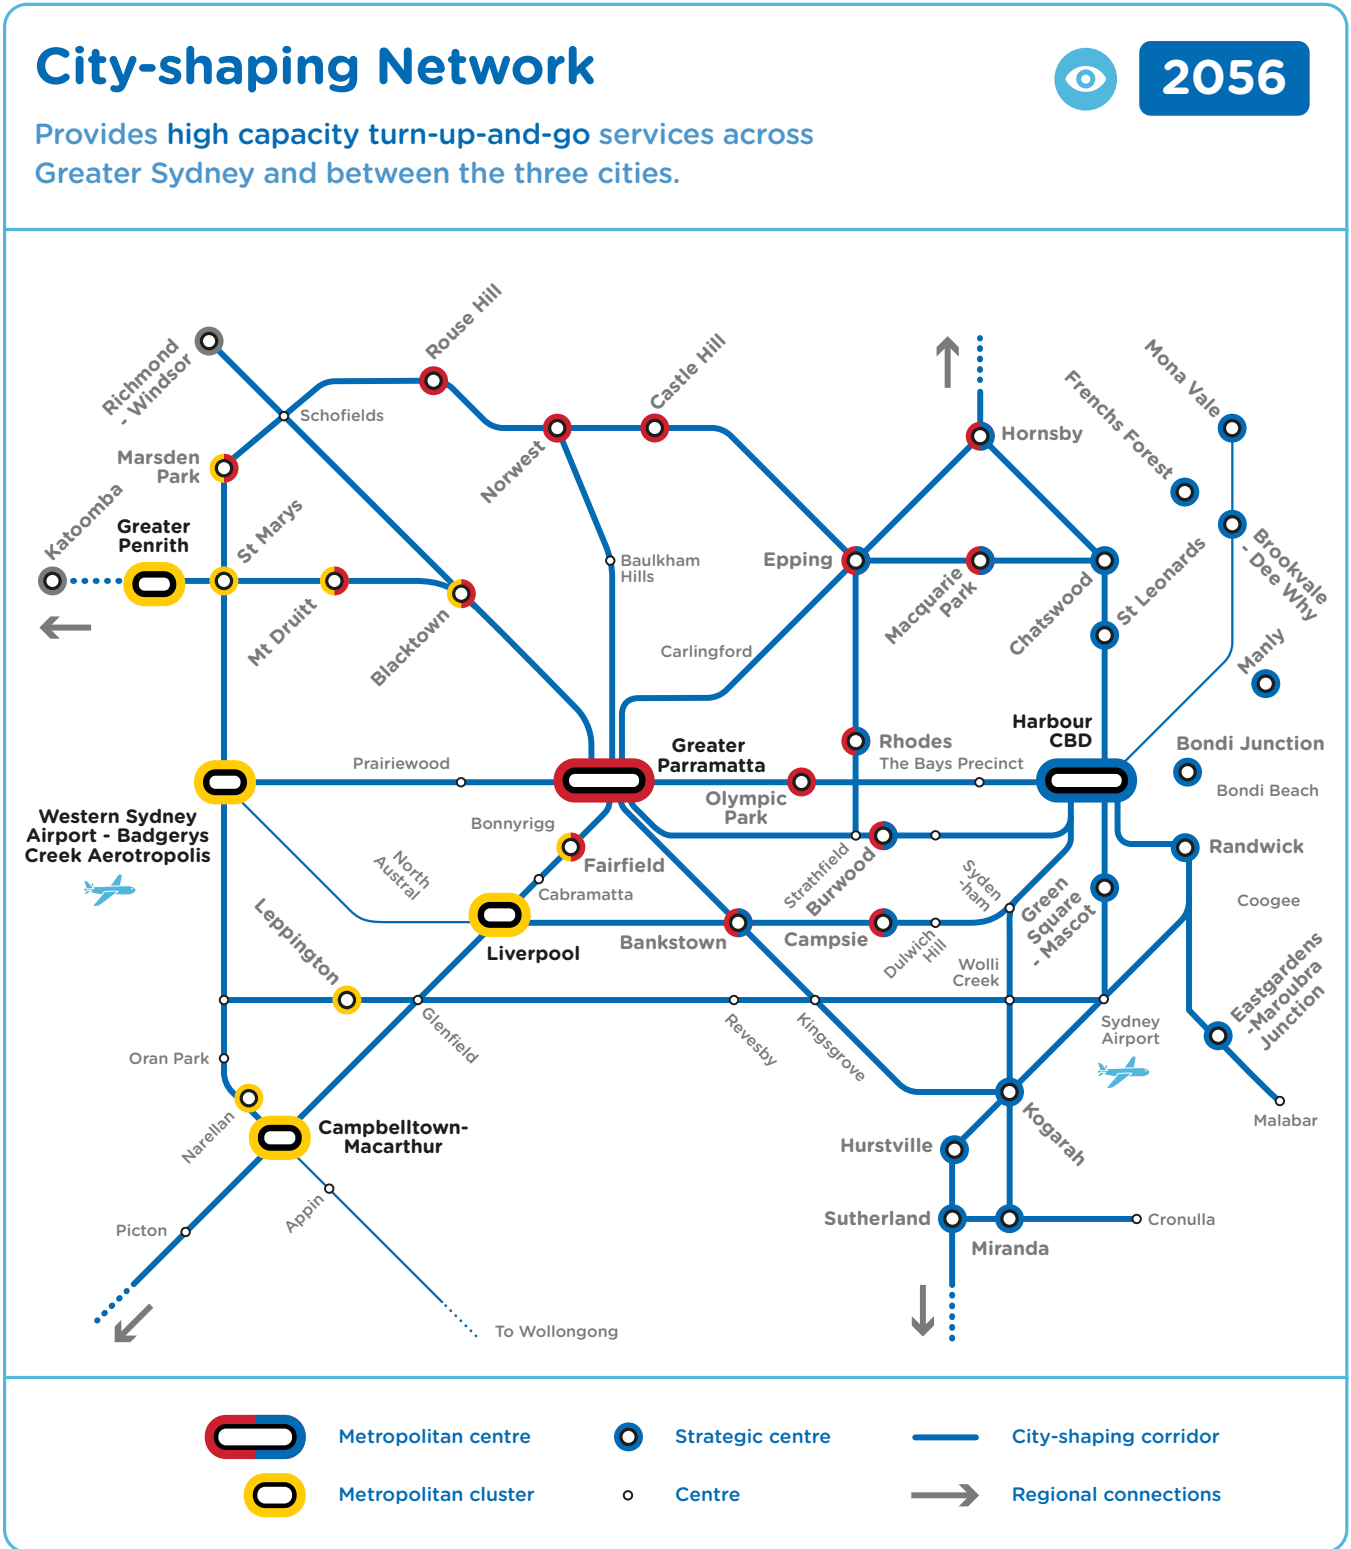 City-shaping Network
2056
Provides high capacity turn-up-and-go services across
Greater Sydney and between the three cities.
Rouse Hill
Richmond
- Windsor
Castle Hill
Mona Vale
Frenchs Forest
Schofields
Hornsby
Marsden
Park
Norwest
Katoomba
Greater
Penrith
St Marys
Baulkham
Hills
Epping
Macquarie
Park
Chatswood
St Leonards
Brookvale
- Dee Why
Mt Druitt
Blacktown
Carlingford
Manly
Harbour
CBD
Greater
Parramatta
Rhodes
Bondi Junction
Prairiewood
The Bays Precinct
Bondi Beach
Olympic
Park
Western Sydney
Airport - Badgerys
Creek Aerotropolis
Bonnyrigg
Fairfield
North
Austral
Cabramatta
Strathfield
Burwood
Syden
-ham
Green
Square
- Mascot
Randwick
Coogee
Leppington
Liverpool
Bankstown
Campsie
Dulwich
Hill
Wolli
Creek
Eastgardens
-Maroubra
Junction
Glenfield
Revesby
Kingsgrove
Sydney
Airport
Oran Park
Narellan
Campbelltown-
Macarthur
Kogarah
Malabar
Hurstville
Appin
Picton
Sutherland
Miranda
Cronulla
To Wollongong
Metropolitan centre
Strategic centre
City-shaping corridor
Metropolitan cluster
Centre
Regional connections